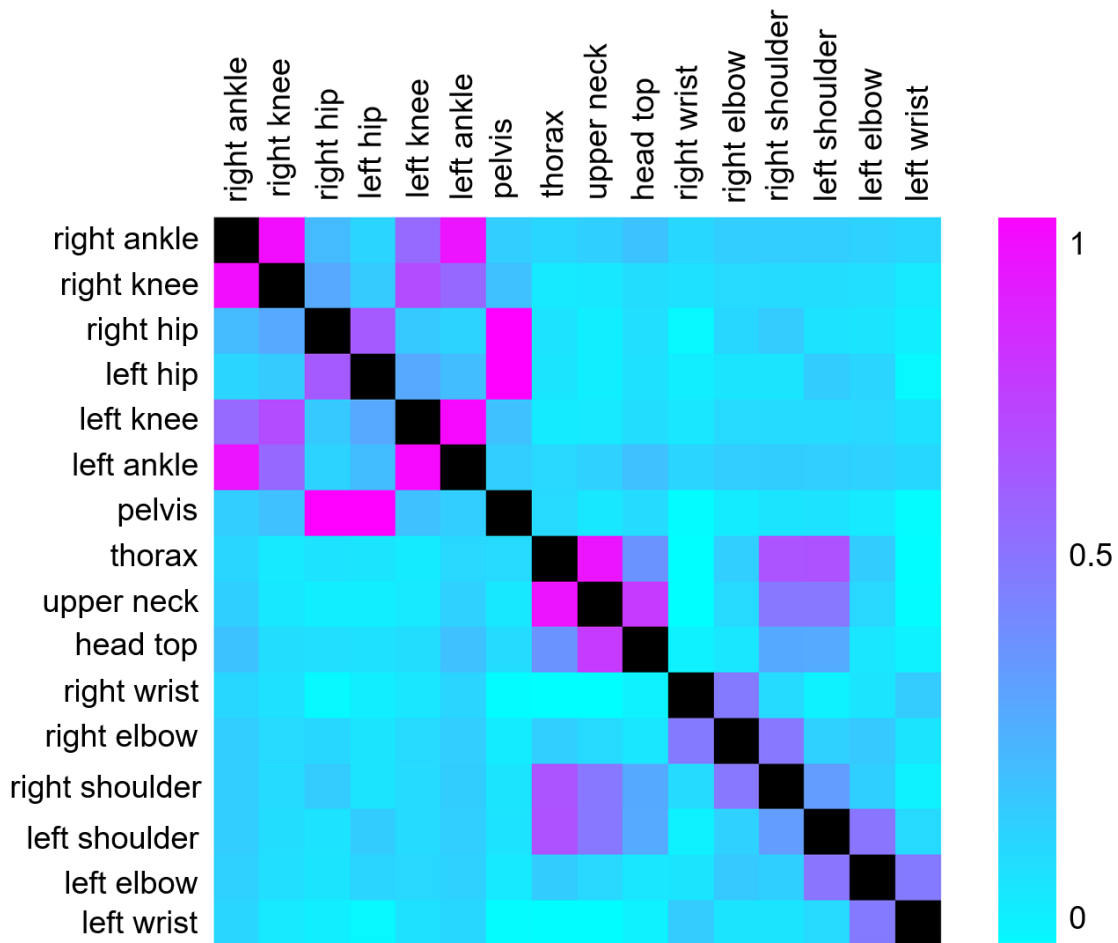 right ankle
right knee
right hip
left hip
left knee
left ankle
pelvis
thorax
upper neck
head top
right wrist
right elbow
right shoulder
left shoulder
left elbow
left wrist
right ankle
right knee
right hip
left hip
left knee
left ankle
pelvis
thorax
upper neck
head top
right wrist
right elbow
right shoulder
left shoulder
left elbow
left wrist
1
0.5
0